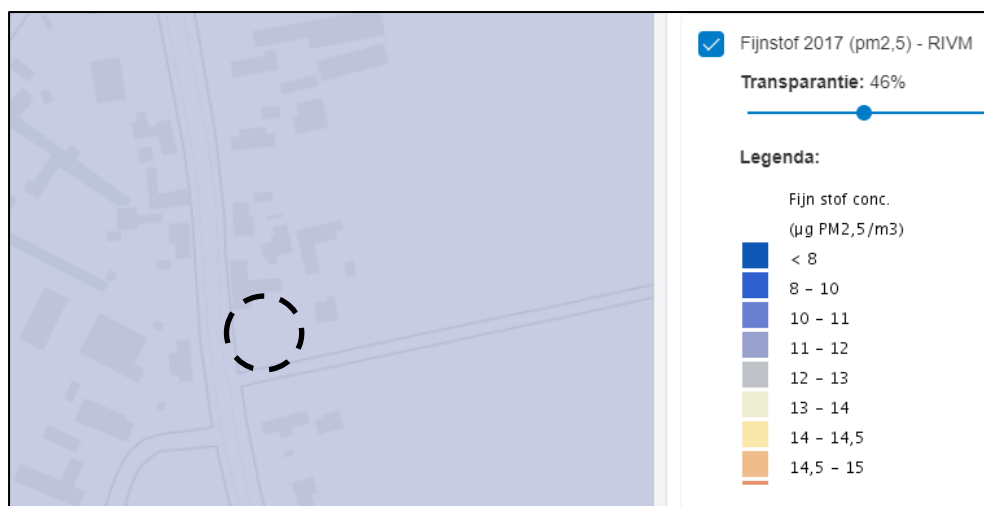 Fijnstof 2017 (pm2,5) - RIVM
Transparantie: 46%
Legenda:
Fijn stof conc.
(µg PM2,5/m3)
< 8
8 – 10
10 – 11
11 – 12
12 – 13
13 – 14
14 – 14,5
14,5 – 15